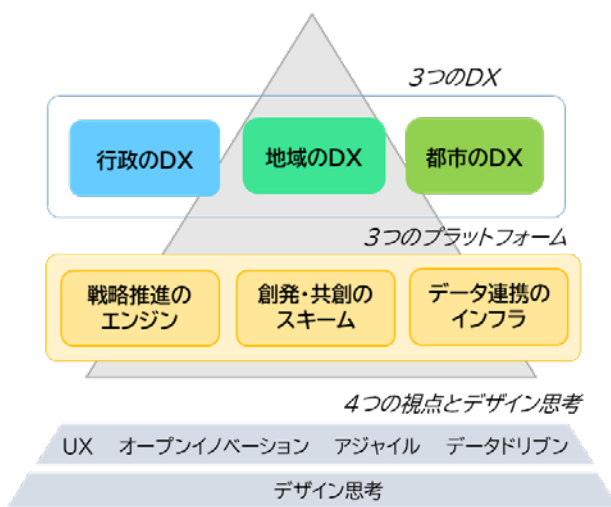 3つのDX
行政のDX 地域のDX 都市のDX
3つのプラットフォーム
戦略推進の
エンジン
創発・共創の
スキーム
データ連携の
インフラ
4つの視点とデザイン思考
UX オープンイノベーション アジャイル データドリブン
デザイン思考